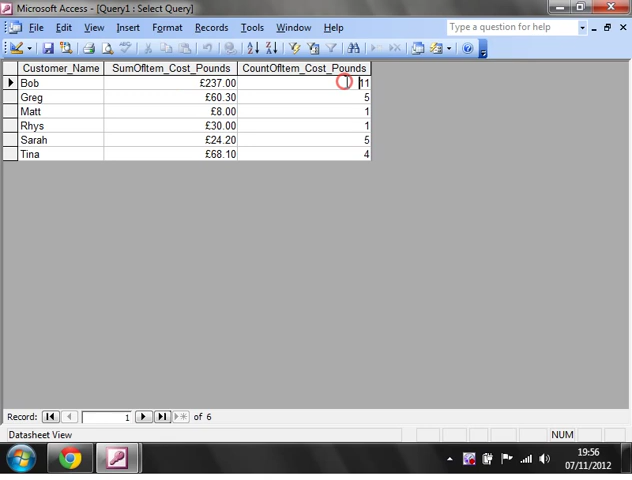 Microsoft Access - [Query1 : Select Query]
File Edit View Insert Format Records Tools Window Help Type a question for help
Customer_Name SumOfItem_Cost_Pounds CountOfItem_Cost_Pounds
Bob £237.00 11
Greg £60.30 5
Matt £8.00 1
Rhys £30.00 1
Sarah £24.20 5
Tina £68.10 4
Record: 1 of 6
Datasheet View NUM
19:56
07/11/2012